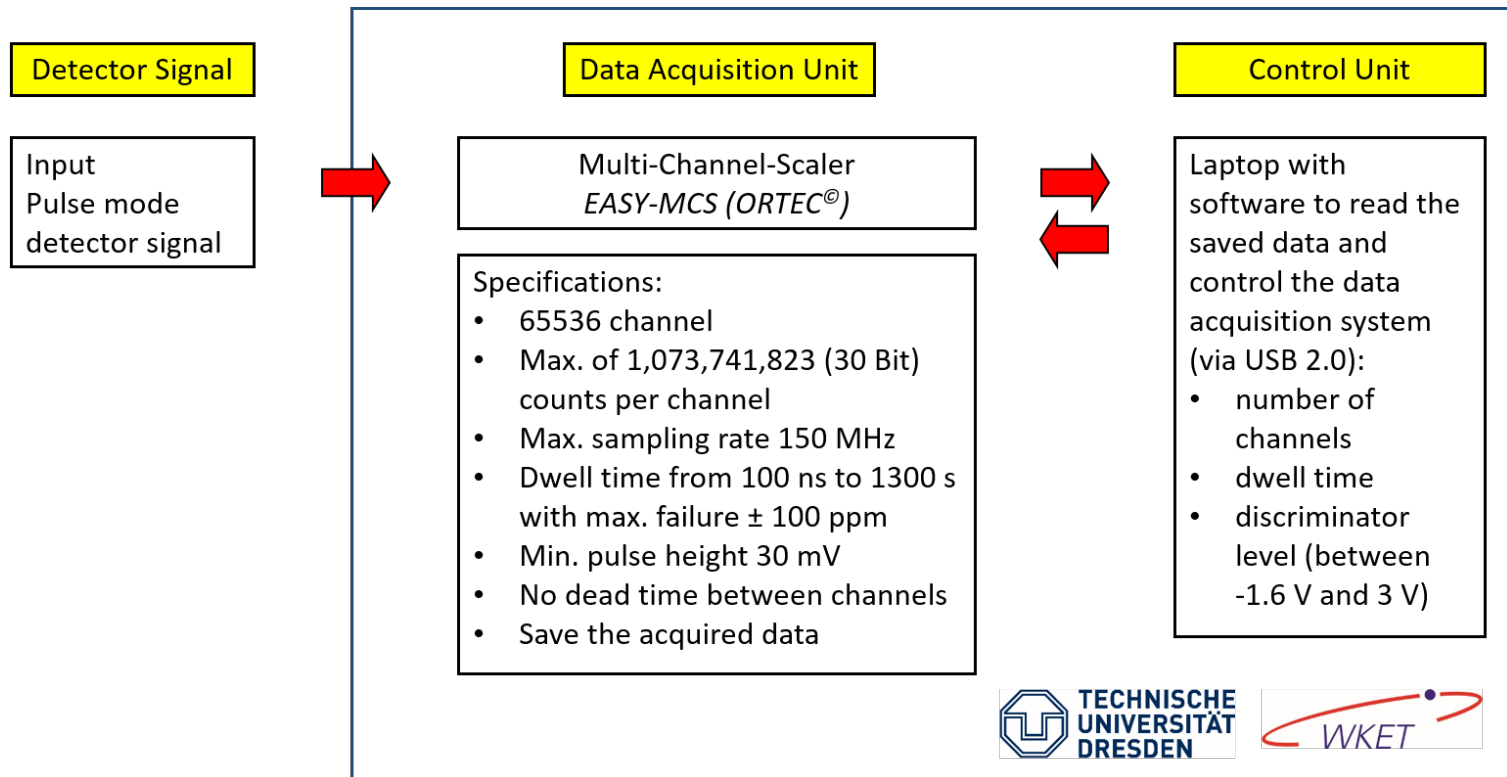 Detector Signal
Input
Pulse mode
detector signal
Data Acquisition Unit
Multi-Channel-Scaler
EASY-MCS (ORTEC©)
Specifications:
• 65536 channel
• Max. of 1,073,741,823 (30 Bit)
counts per channel
• Max. sampling rate 150 MHz
• Dwell time from 100 ns to 1300 s
with max. failure ± 100 ppm
• Min. pulse height 30 mV
• No dead time between channels
• Save the acquired data
Control Unit
Laptop with
software to read the
saved data and
control the data
acquisition system
(via USB 2.0):
• number of
channels
• dwell time
• discriminator
level (between
-1.6 V and 3 V)
TECHNISCHE
UNIVERSITÄT
DRESDEN
WKET